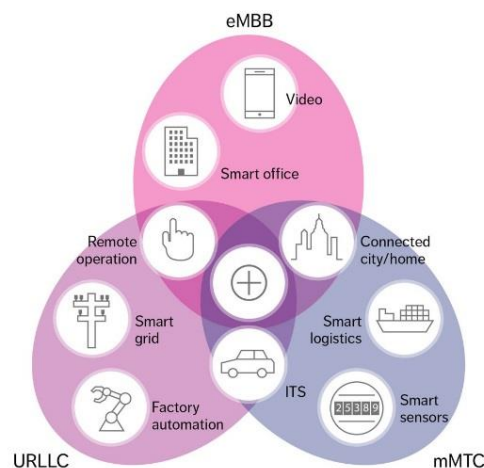 eMBB
Video
Smart office
Remote
operation
Connected
city/home
Smart
grid
Smart
logistics
ITS
Factory
automation
25389
Smart
sensors
URLLC
mMTC